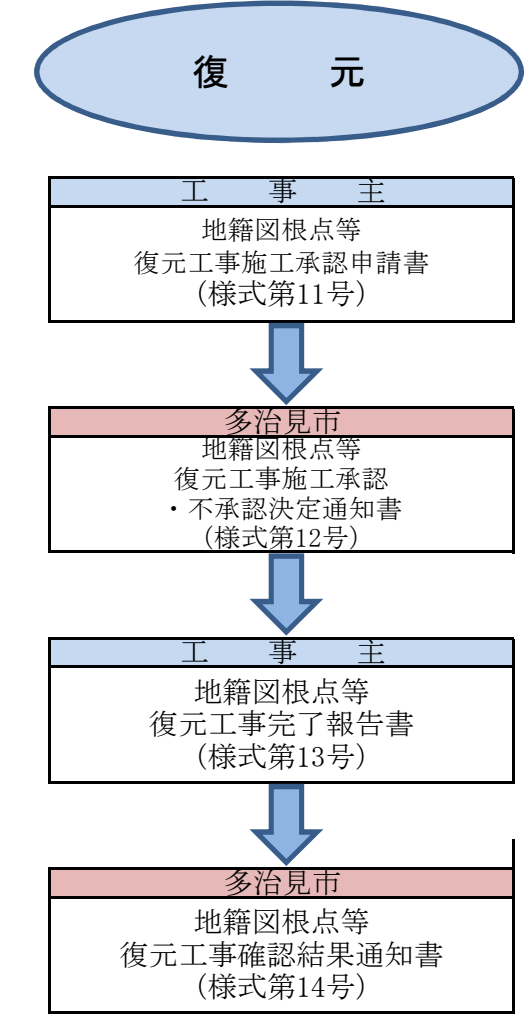 復　元
工　事　主
地籍図根点等
復元工事施工承認申請書
(様式第11号)
多治見市
地籍図根点等
復元工事施工承認
・不承認決定通知書
(様式第12号)
工　事　主
地籍図根点等
復元工事完了報告書
(様式第13号)
多治見市
地籍図根点等
復元工事確認結果通知書
(様式第14号)